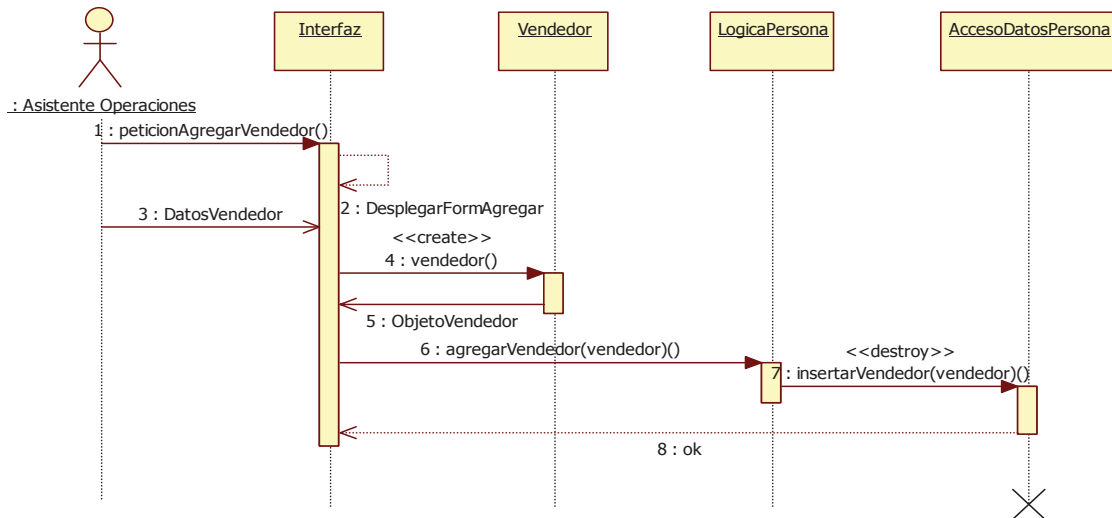 Interfaz
Vendedor
LogicaPersona
AccesoDatosPersona
: Asistente Operaciones
1 : peticionAgregarVendedor()
2 : DesplegarFormAgregar
3 : DatosVendedor
<<create>>
4 : vendedor()
5 : ObjetoVendedor
6 : agregarVendedor(vendedor)()
<<destroy>>
7 : insertarVendedor(vendedor)()
8 : ok